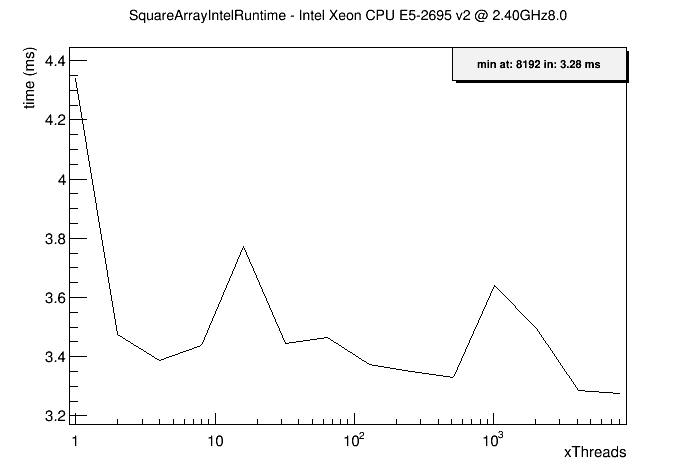 SquareArrayIntelRuntime - Intel Xeon CPU E5-2695 v2 @ 2.40GHz8.0
time (ms)
min at: 8192 in: 3.28 ms
4.4
4.2
4
3.8
3.6
3.4
3.2
1 10 10² 10³
xThreads